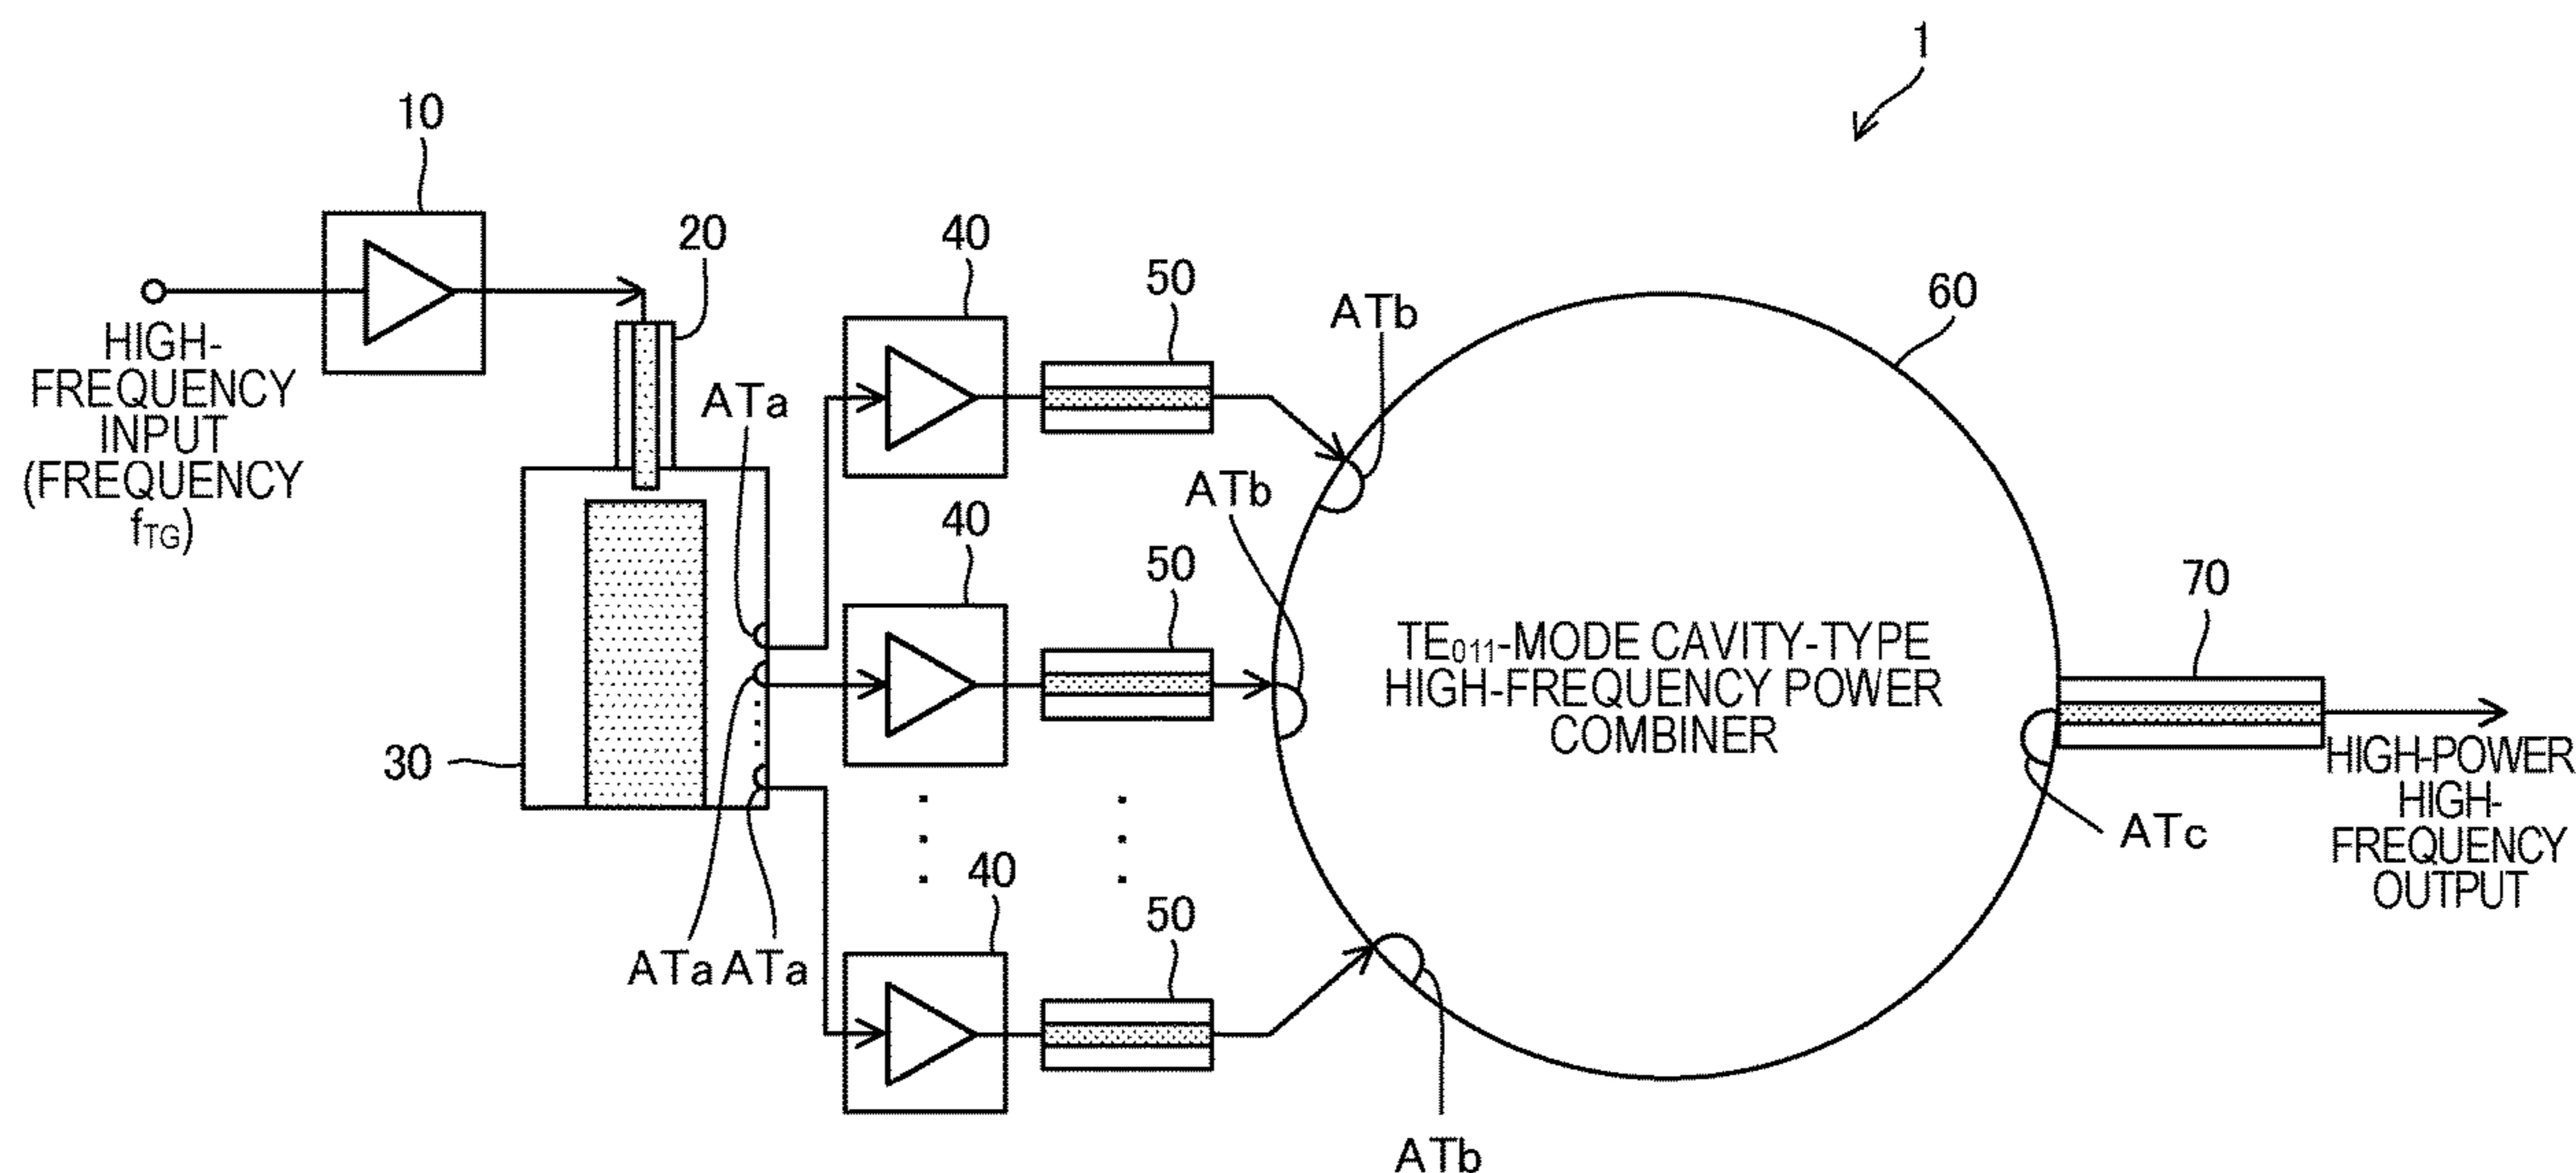 1
10
20
40
50
ATb
60
HIGH-
FREQUENCY
INPUT
(FREQUENCY
fTG)
ATa
ATb
40
50
70
TE011-MODE CAVITY-TYPE
HIGH-FREQUENCY POWER
COMBINER
30
HIGH-POWER
HIGH-
FREQUENCY
OUTPUT
ATc
40
50
ATa ATa
ATb